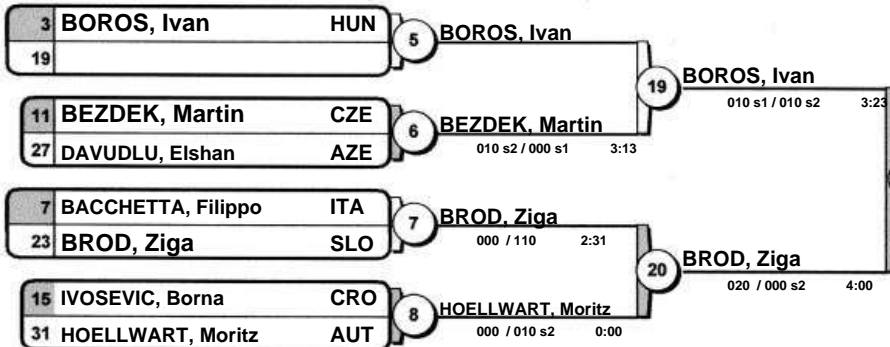 3 BOROS, Ivan HUN
19
5 BOROS, Ivan
11 BEZDEK, Martin CZE
27 DAVUDLU, Elshan AZE
6 BEZDEK, Martin
010 s2 / 000 s1 3:13
19 BOROS, Ivan
010 s1 / 010 s2 3:23
7 BACCHETTA, Filippo ITA
23 BROD, Ziga SLO
7 BROD, Ziga
000 / 110 2:31
15 IVOSEVIC, Borna CRO
31 HOELLWART, Moritz AUT
8 HOELLWART, Moritz
000 / 010 s2 0:00
20 BROD, Ziga
020 / 000 s2 4:00